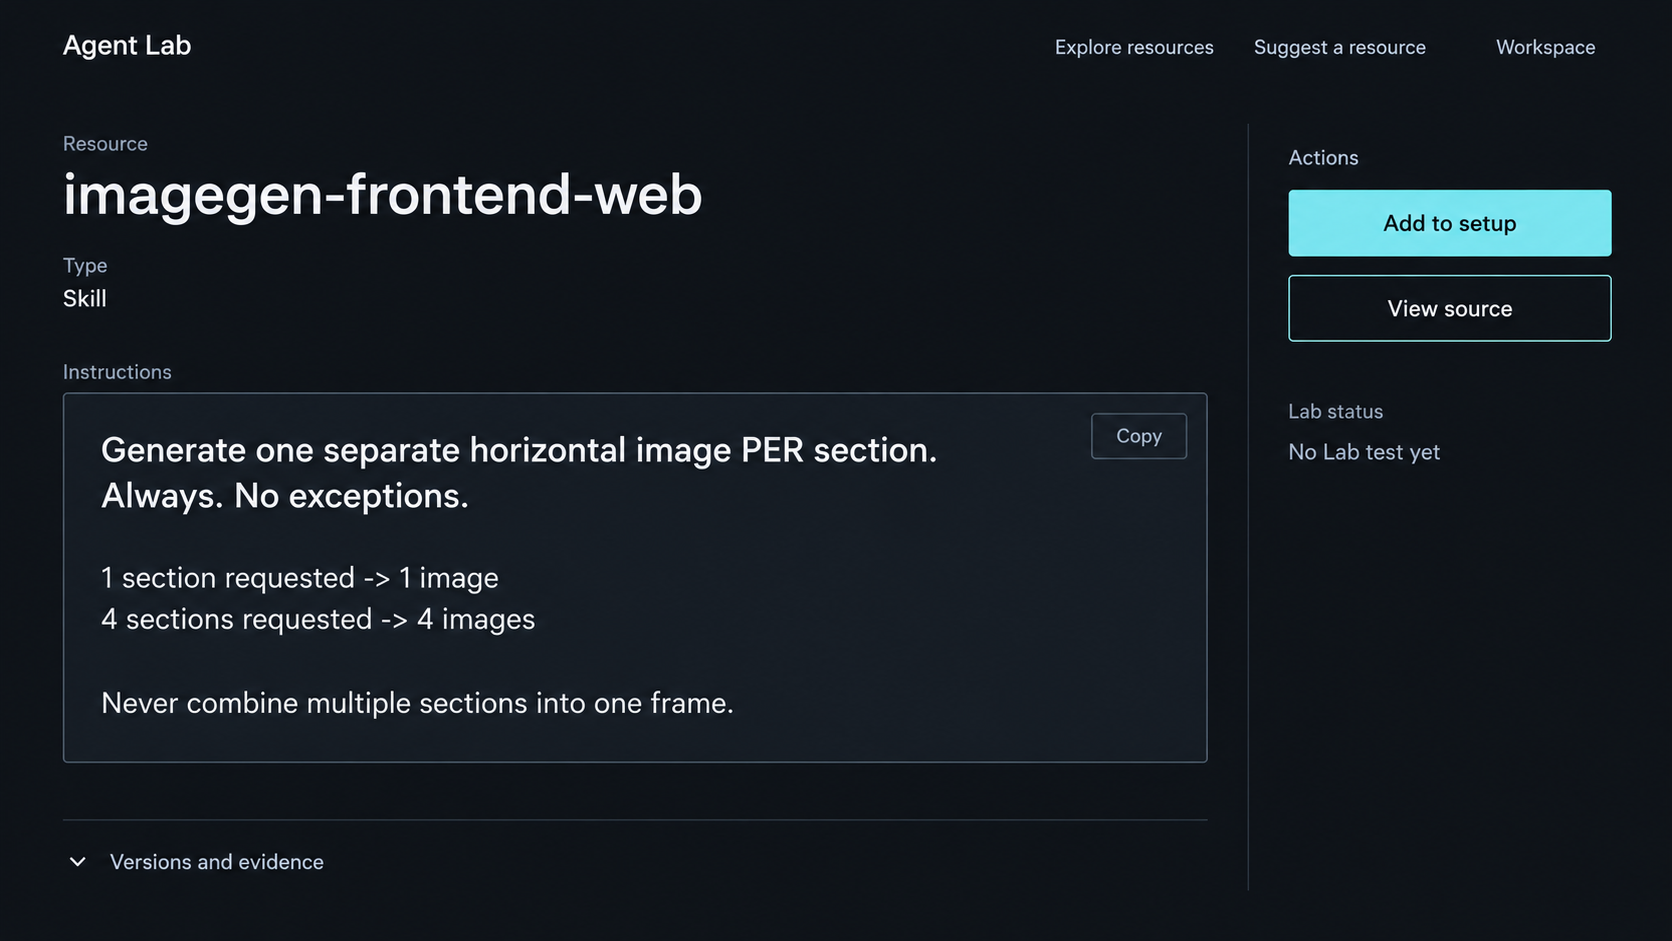 Agent Lab
Explore resources
Suggest a resource
Workspace
Resource
imagegen-frontend-web
Type
Skill
Instructions
Generate one separate horizontal image PER section.
Always. No exceptions.
1 section requested -> 1 image
4 sections requested -> 4 images
Never combine multiple sections into one frame.
Copy
Versions and evidence
Actions
Add to setup
View source
Lab status
No Lab test yet